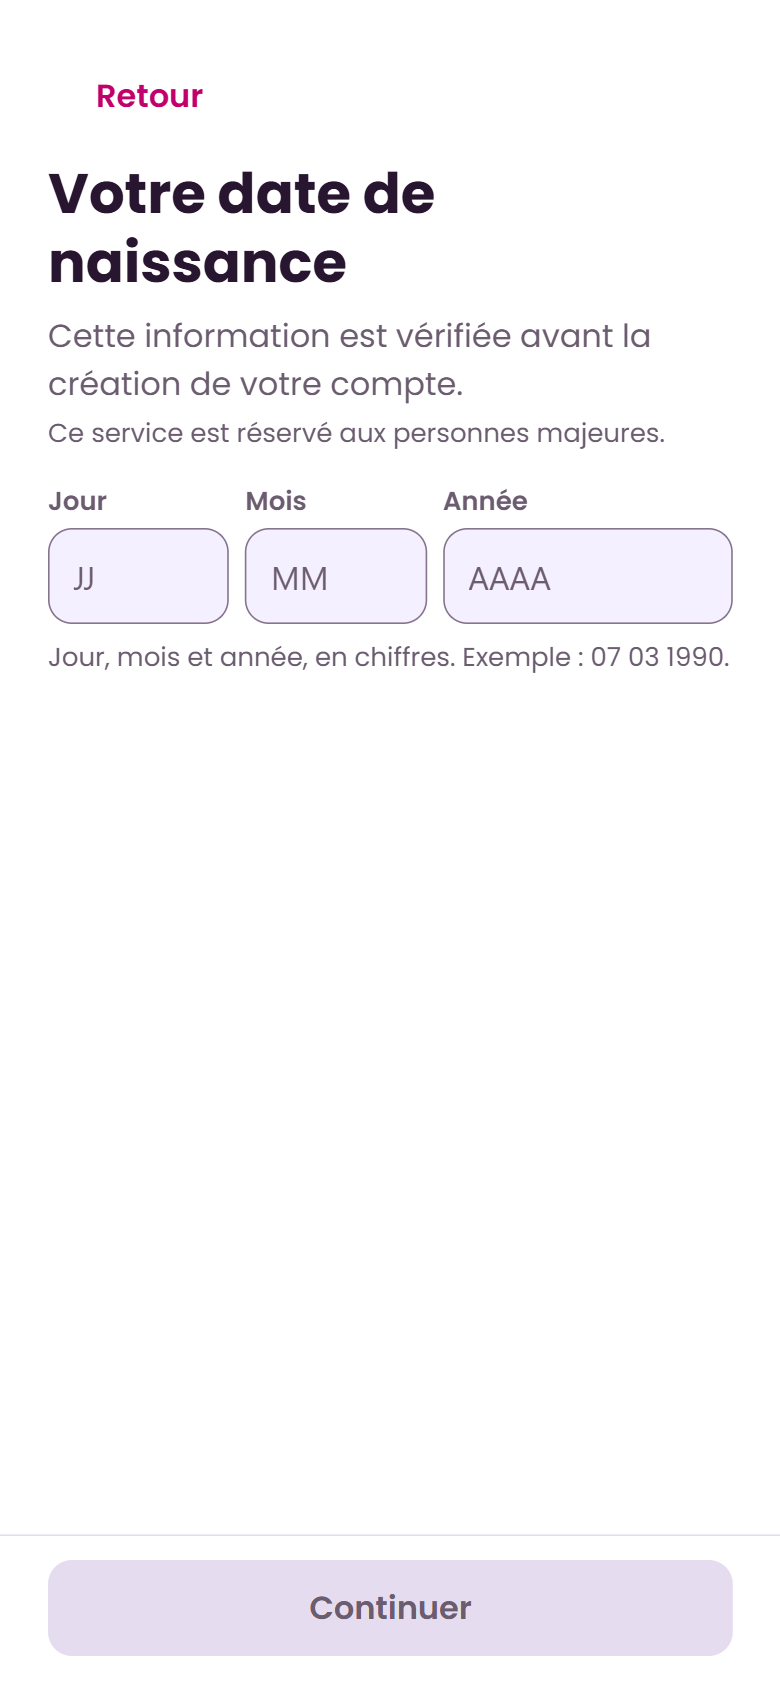 Retour
Votre date de
naissance
Cette information est vérifiée avant la
création de votre compte.
Ce service est réservé aux personnes majeures.
Jour Mois Année
JJ MM AAAA
Jour, mois et année, en chiffres. Exemple : 07 03 1990.
Continuer